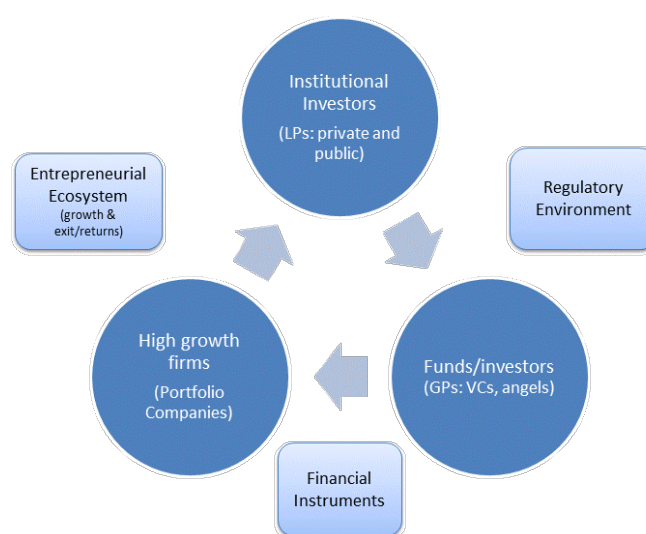 Institutional
Investors
(LPs: private and
public)
Entrepreneurial
Ecosystem
(growth &
exit/returns)
Regulatory
Environment
High growth
firms
(Portfolio
Companies)
Funds/investors
(GPs: VCs, angels)
Financial
Instruments